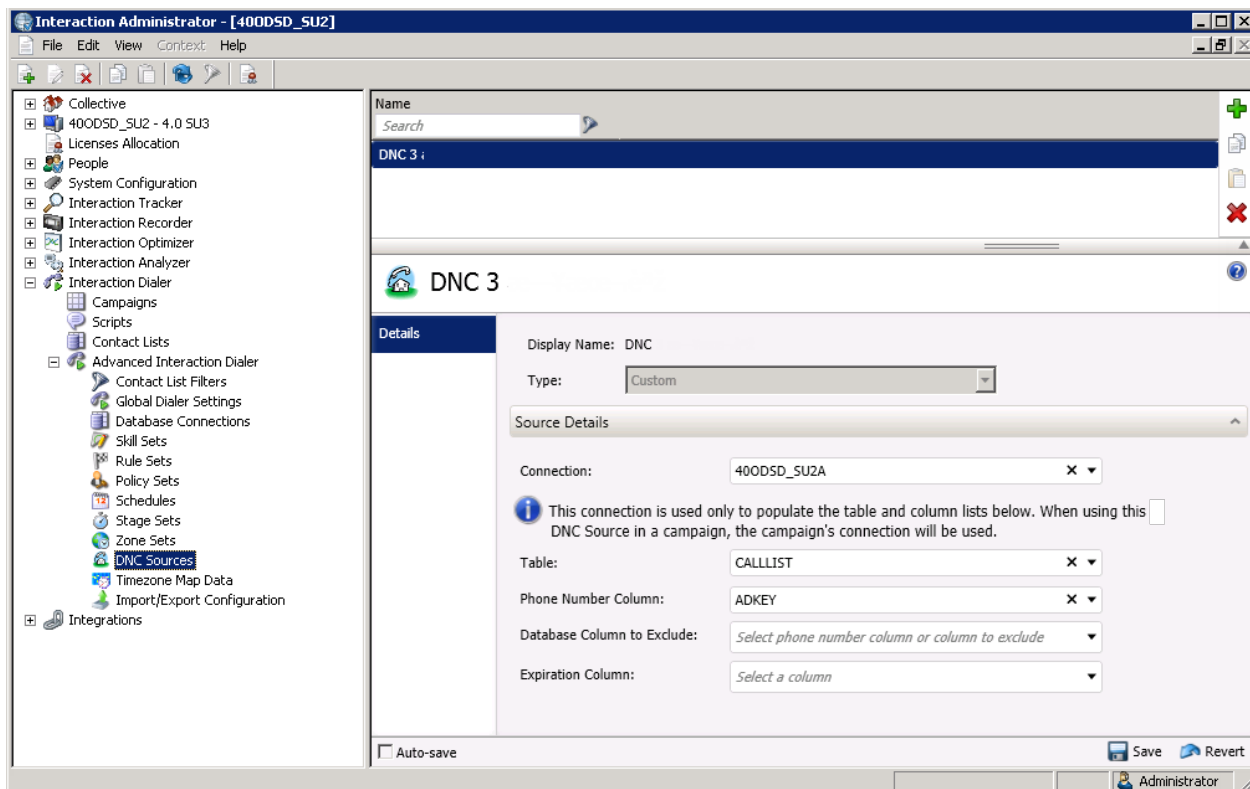 Interaction Administrator - [40ODSD_SU2]
File Edit View Context Help
Collective
40ODSD_SU2 - 4.0 SU3
Licenses Allocation
People
System Configuration
Interaction Tracker
Interaction Recorder
Interaction Optimizer
Interaction Analyzer
Interaction Dialer
Campaigns
Scripts
Contact Lists
Advanced Interaction Dialer
Contact List Filters
Global Dialer Settings
Database Connections
Skill Sets
Rule Sets
Policy Sets
Schedules
Stage Sets
Zone Sets
DNC Sources
Timezone Map Data
Import/Export Configuration
Integrations
Name
Search
DNC 3
DNC 3
Details
Display Name: DNC
Type: Custom
Source Details
Connection: 40ODSD_SU2A
This connection is used only to populate the table and column lists below. When using this
DNC Source in a campaign, the campaign's connection will be used.
Table: CALLLIST
Phone Number Column: ADKEY
Database Column to Exclude: Select phone number column or column to exclude
Expiration Column: Select a column
Auto-save
Save Revert
Administrator